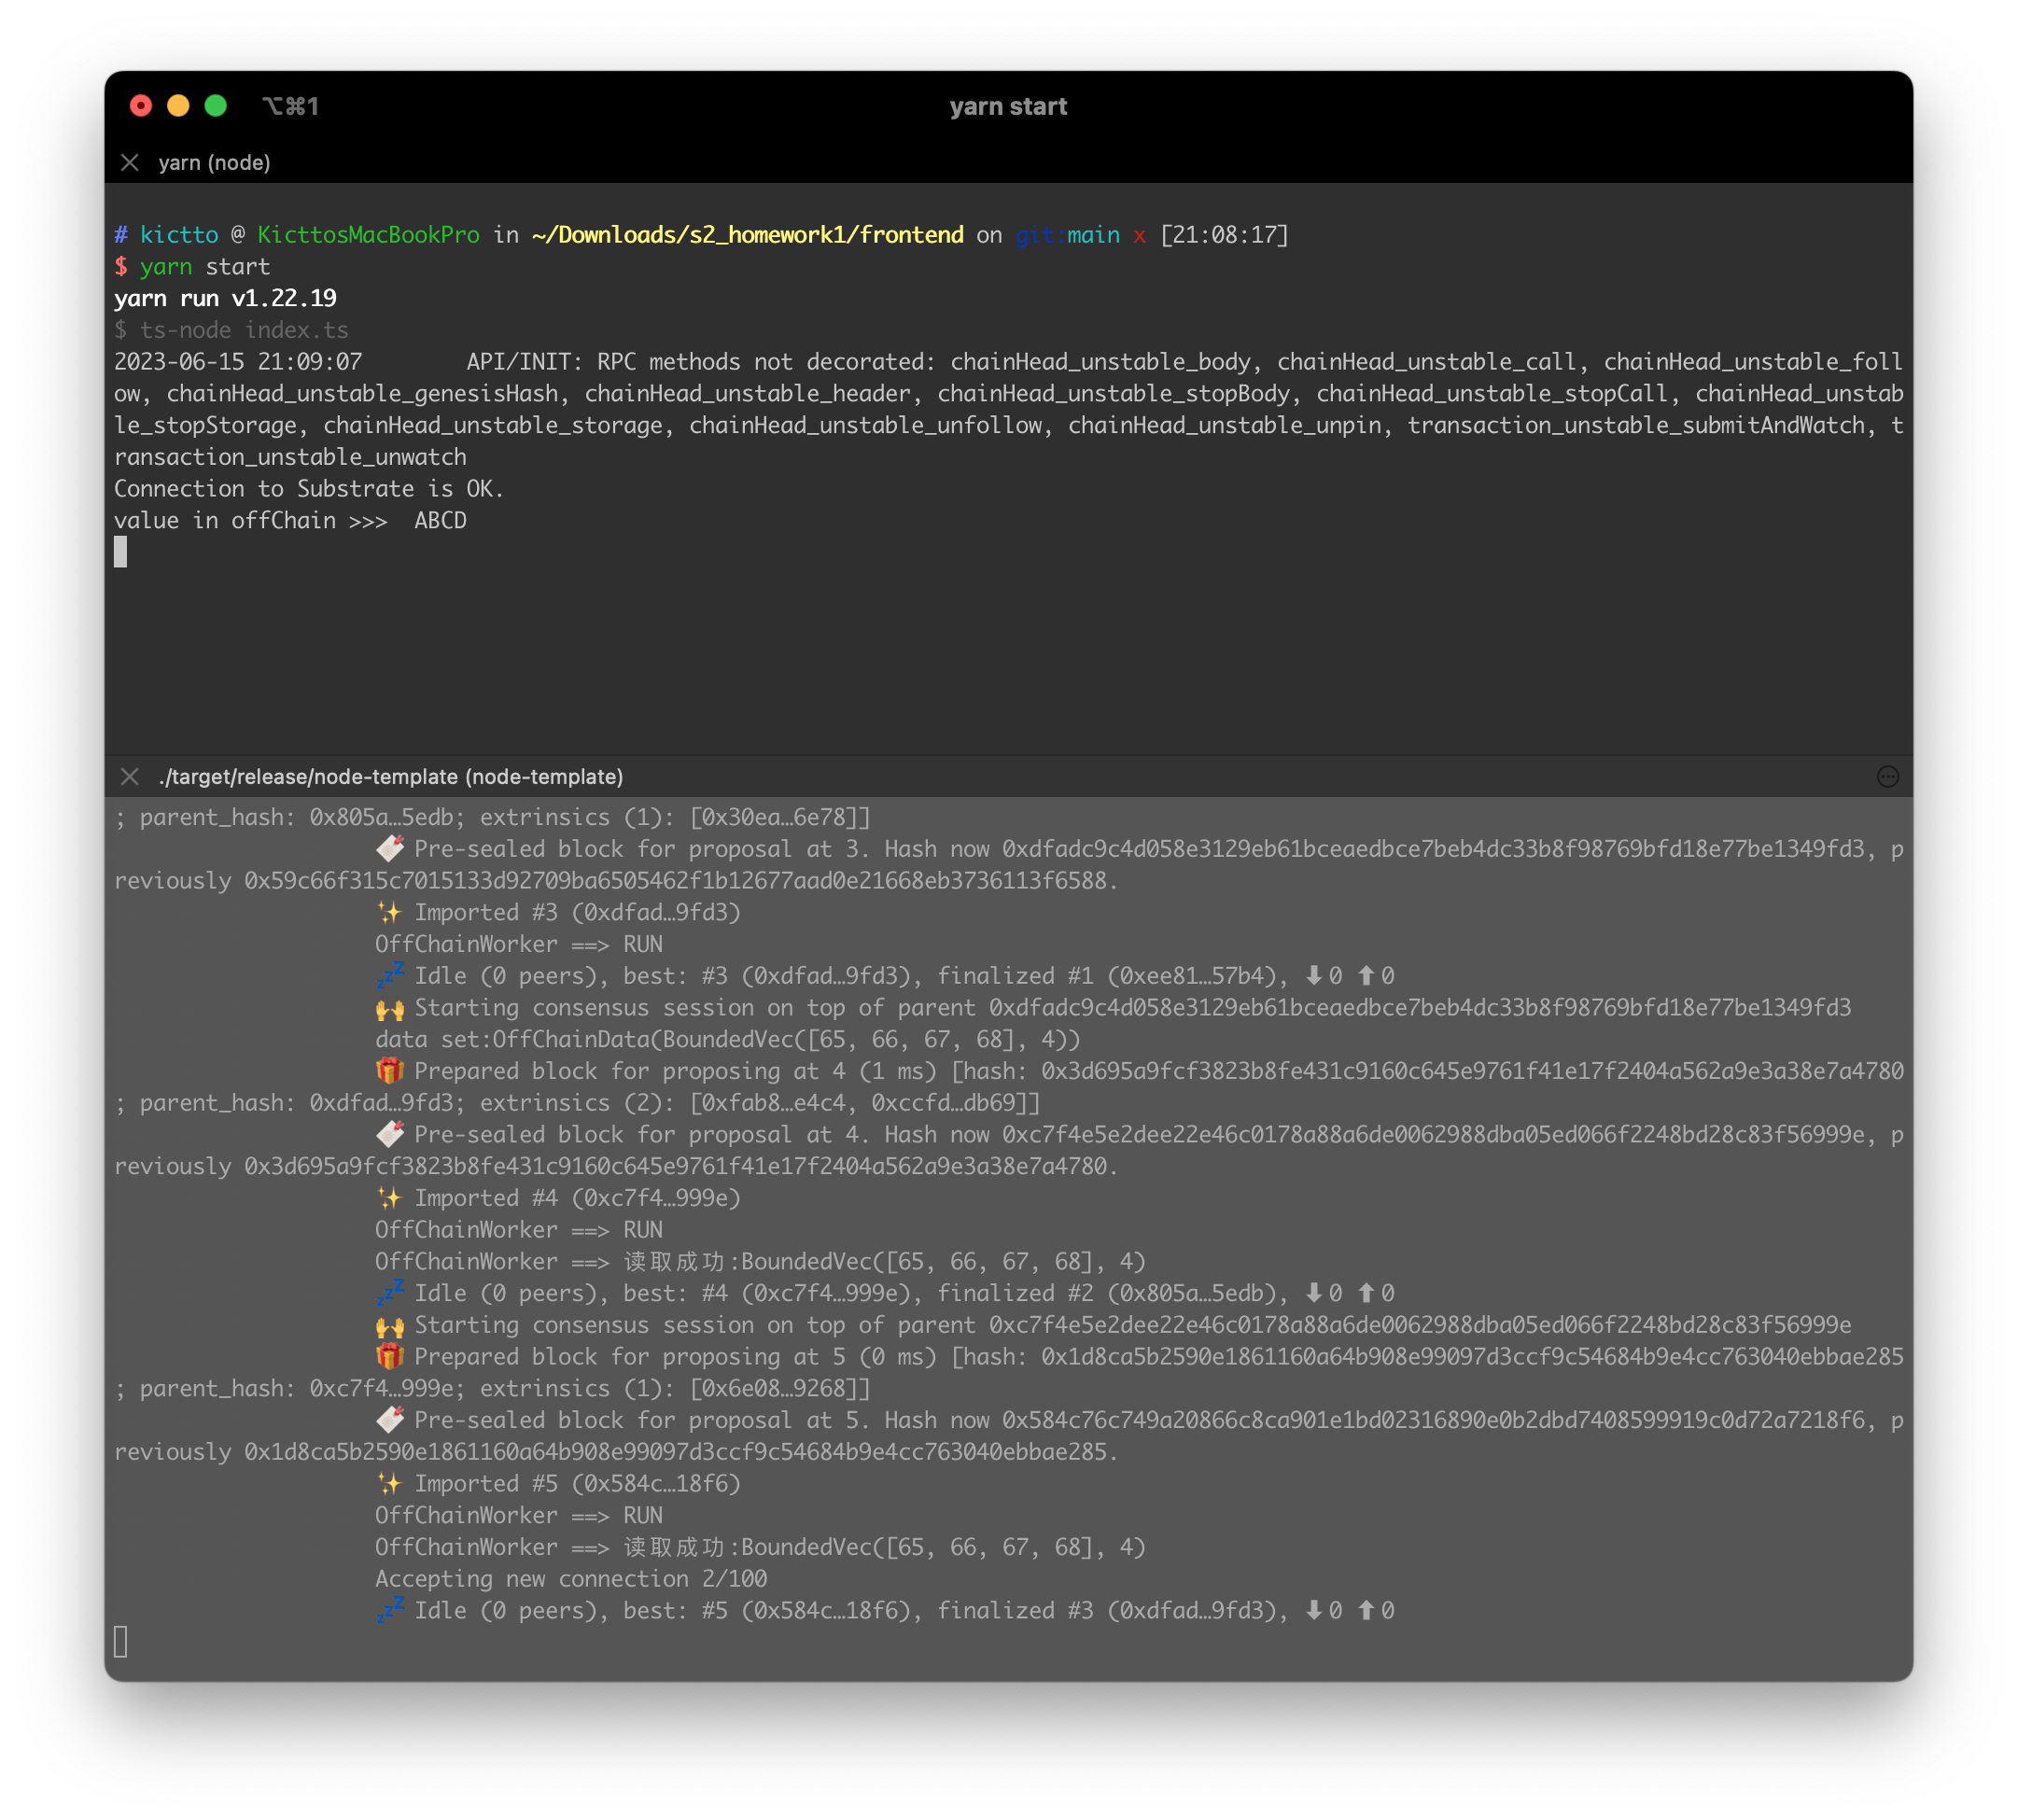 ⌥⌘1 yarn start
yarn (node)
# kictto @ KicttosMacBookPro in ~/Downloads/s2_homework1/frontend on git:main x [21:08:17]
$ yarn start
yarn run v1.22.19
$ ts-node index.ts
2023-06-15 21:09:07        API/INIT: RPC methods not decorated: chainHead_unstable_body, chainHead_unstable_call, chainHead_unstable_foll
ow, chainHead_unstable_genesisHash, chainHead_unstable_header, chainHead_unstable_stopBody, chainHead_unstable_stopCall, chainHead_unstab
le_stopStorage, chainHead_unstable_storage, chainHead_unstable_unfollow, chainHead_unstable_unpin, transaction_unstable_submitAndWatch, t
ransaction_unstable_unwatch
Connection to Substrate is OK.
value in offChain >>>  ABCD
./target/release/node-template (node-template)
; parent_hash: 0x805a…5edb; extrinsics (1): [0x30ea…6e78]]
Pre-sealed block for proposal at 3. Hash now 0xdfadc9c4d058e3129eb61bceaedbce7beb4dc33b8f98769bfd18e77be1349fd3, p
reviously 0x59c66f315c7015133d92709ba6505462f1b12677aad0e21668eb3736113f6588.
✨ Imported #3 (0xdfad…9fd3)
OffChainWorker ==> RUN
💤 Idle (0 peers), best: #3 (0xdfad…9fd3), finalized #1 (0xee81…57b4), ⬇ 0 ⬆ 0
🙌 Starting consensus session on top of parent 0xdfadc9c4d058e3129eb61bceaedbce7beb4dc33b8f98769bfd18e77be1349fd3
data set:OffChainData(BoundedVec([65, 66, 67, 68], 4))
🎁 Prepared block for proposing at 4 (1 ms) [hash: 0x3d695a9fcf3823b8fe431c9160c645e9761f41e17f2404a562a9e3a38e7a4780
; parent_hash: 0xdfad…9fd3; extrinsics (2): [0xfab8…e4c4, 0xccfd…db69]]
🔖 Pre-sealed block for proposal at 4. Hash now 0xc7f4e5e2dee22e46c0178a88a6de0062988dba05ed066f2248bd28c83f56999e, p
reviously 0x3d695a9fcf3823b8fe431c9160c645e9761f41e17f2404a562a9e3a38e7a4780.
✨ Imported #4 (0xc7f4…999e)
OffChainWorker ==> RUN
OffChainWorker ==> 读取成功:BoundedVec([65, 66, 67, 68], 4)
💤 Idle (0 peers), best: #4 (0xc7f4…999e), finalized #2 (0x805a…5edb), ⬇ 0 ⬆ 0
🙌 Starting consensus session on top of parent 0xc7f4e5e2dee22e46c0178a88a6de0062988dba05ed066f2248bd28c83f56999e
🎁 Prepared block for proposing at 5 (0 ms) [hash: 0x1d8ca5b2590e1861160a64b908e99097d3ccf9c54684b9e4cc763040ebbae285
; parent_hash: 0xc7f4…999e; extrinsics (1): [0x6e08…9268]]
🔖 Pre-sealed block for proposal at 5. Hash now 0x584c76c749a20866c8ca901e1bd02316890e0b2dbd7408599919c0d72a7218f6, p
reviously 0x1d8ca5b2590e1861160a64b908e99097d3ccf9c54684b9e4cc763040ebbae285.
✨ Imported #5 (0x584c…18f6)
OffChainWorker ==> RUN
OffChainWorker ==> 读取成功:BoundedVec([65, 66, 67, 68], 4)
Accepting new connection 2/100
💤 Idle (0 peers), best: #5 (0x584c…18f6), finalized #3 (0xdfad…9fd3), ⬇ 0 ⬆ 0